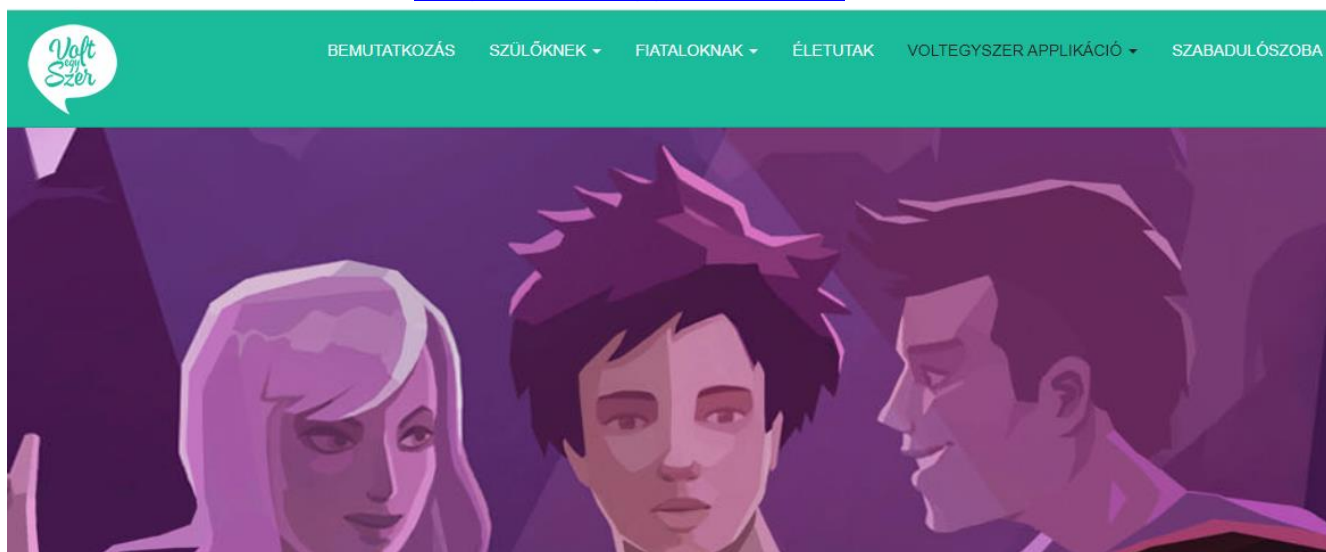 Volt
egy
Szer
BEMUTATKOZÁS SZÜLŐKNEK FIATALOKNAK ÉLETUTAK VOLTEGYSZER APPLIKÁCIÓ SZABADULÓSZOBA